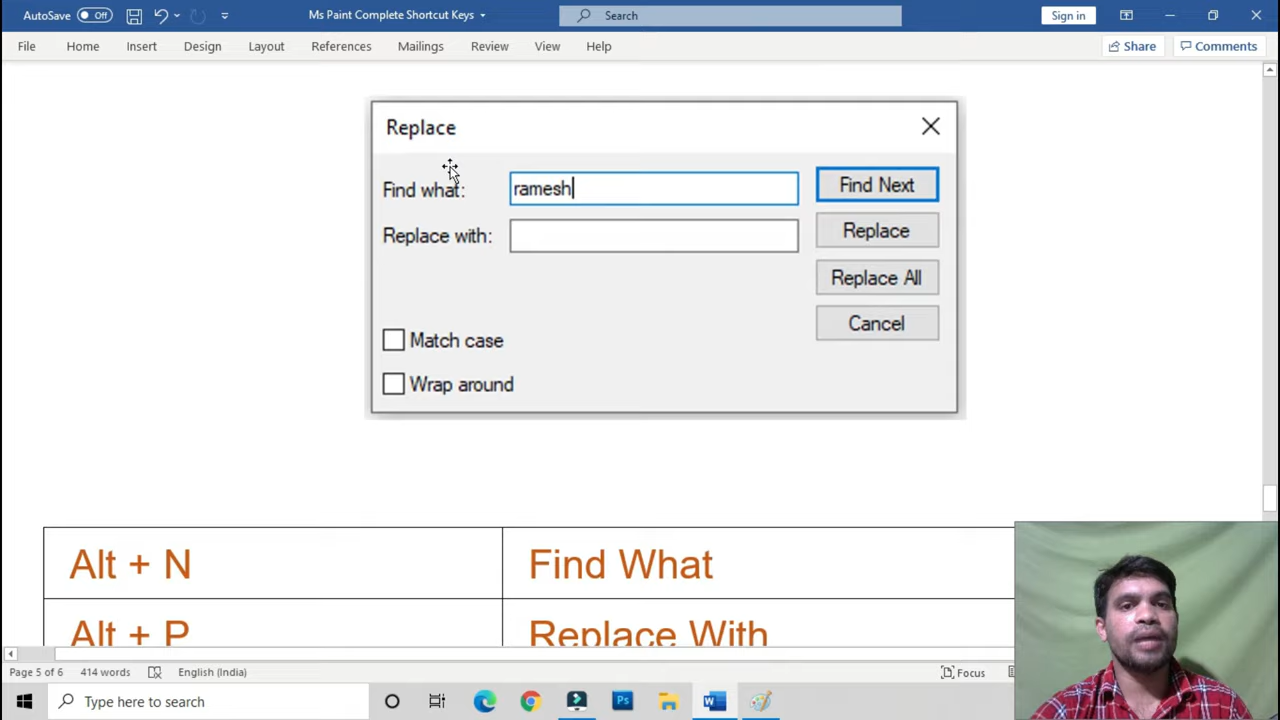 AutoSave Off Ms Paint Complete Shortcut Keys Search Sign in
File Home Insert Design Layout References Mailings Review View Help Share Comments
Replace
Find what: ramesh Find Next
Replace with: Replace
Replace All
Cancel
Match case
Wrap around
Alt + N Find What
Alt + P Replace With
Page 5 of 6 414 words English (India) Focus
Type here to search
Ps W